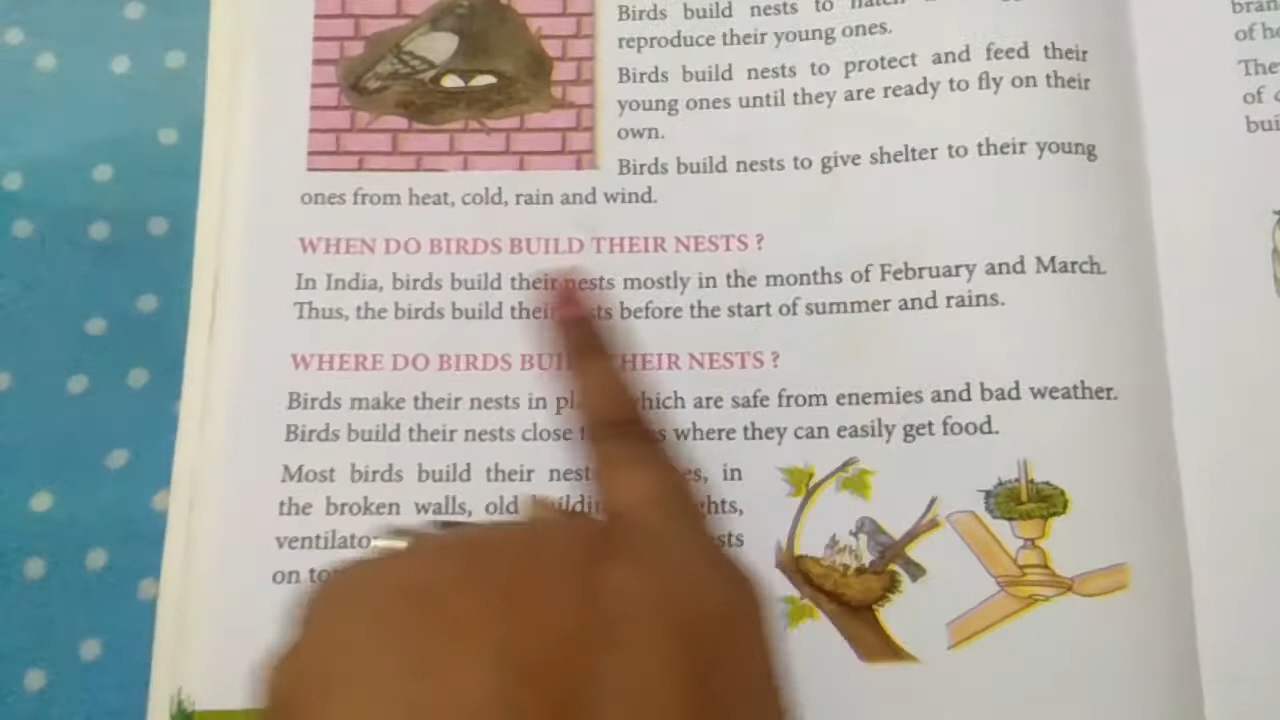 Birds build nests to
reproduce their young ones.
Birds build nests to protect and feed their
young ones until they are ready to fly on their
own.
Birds build nests to give shelter to their young
ones from heat, cold, rain and wind.
WHEN DO BIRDS BUILD THEIR NESTS ?
In India, birds build their nests mostly in the months of February and March.
Thus, the birds build their before the start of summer and rains.
WHERE DO BIRDS THEIR NESTS ?
Birds make their nests in which are safe from enemies and bad weather.
Birds build their nests close where they can easily get food.
Most birds build their in
the broken walls, old
on
The
of